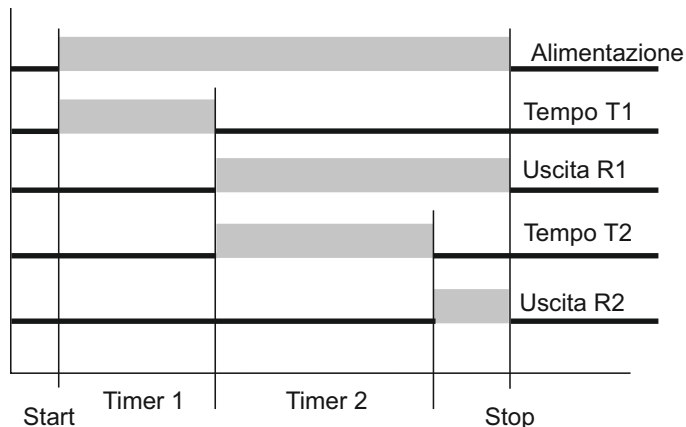 Alimentazione
Tempo T1
Uscita R1
Tempo T2
Uscita R2
Timer 1
Timer 2
Start
Stop